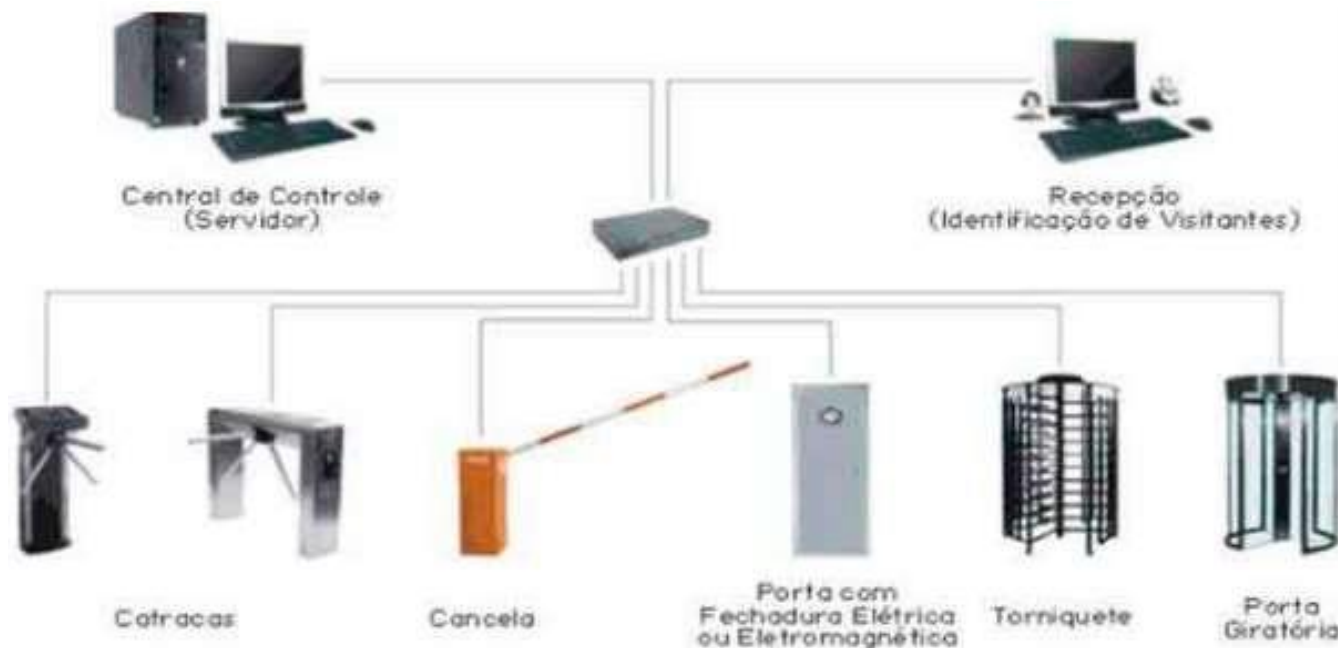 Central de Controle
(Servidor)
Recepção
(Identificação de Visitantes)
Catracas
Cancela
Porta com
Fechadura Elétrica
ou Eletromagnética
Torniquete
Porta
Giratória